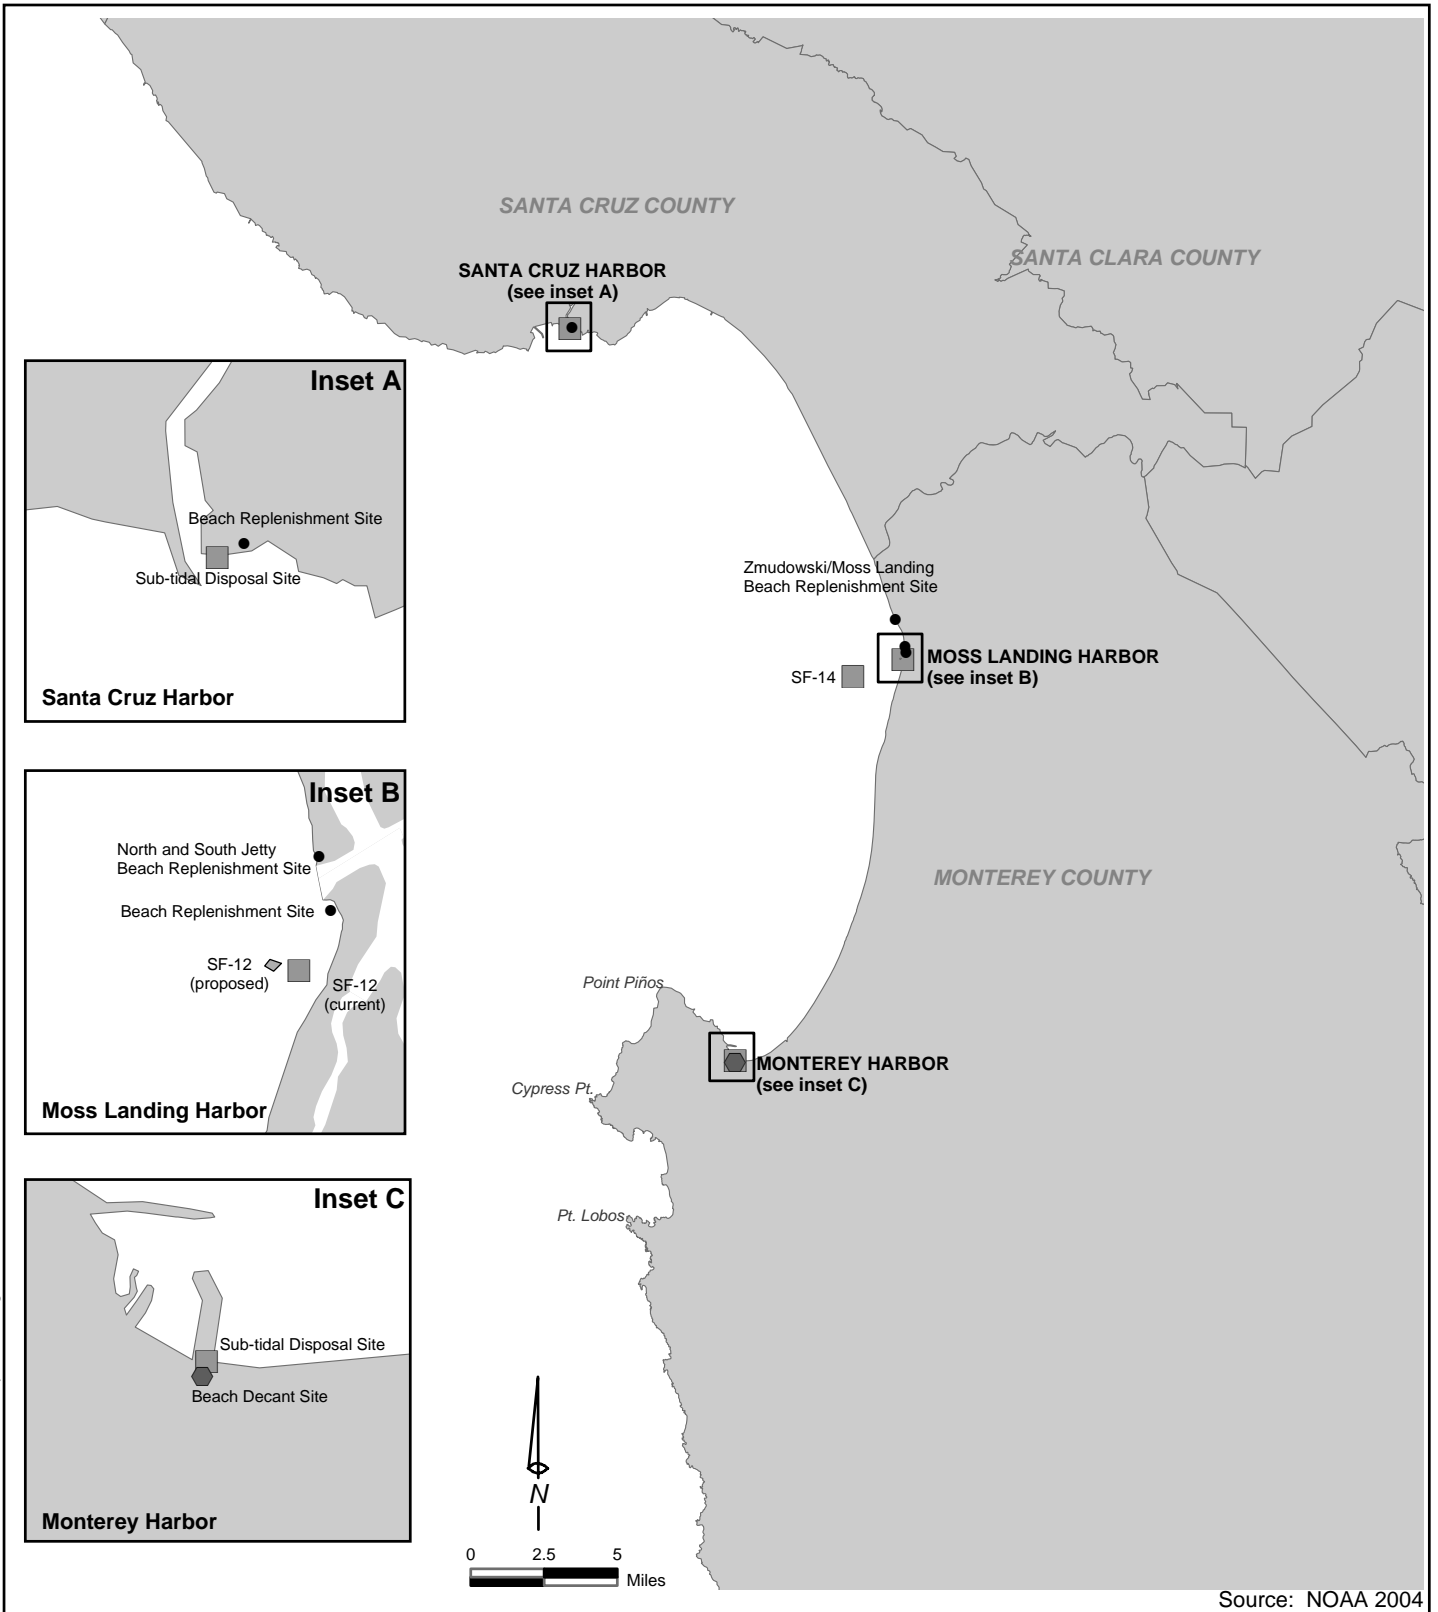 SANTA CRUZ COUNTY
SANTA CLARA COUNTY
SANTA CRUZ HARBOR
(see inset A)
Inset A
Beach Replenishment Site
Sub-tidal Disposal Site
Santa Cruz Harbor
Zmudowski/Moss Landing
Beach Replenishment Site
MOSS LANDING HARBOR
(see inset B)
SF-14
Inset B
North and South Jetty
Beach Replenishment Site
Beach Replenishment Site
SF-12
(proposed)
SF-12
(current)
Moss Landing Harbor
MONTEREY COUNTY
Point Piños
MONTEREY HARBOR
(see inset C)
Cypress Pt.
Pt. Lobos
Inset C
Sub-tidal Disposal Site
Beach Decant Site
Monterey Harbor
N
0 2.5 5
Miles
Source: NOAA 2004